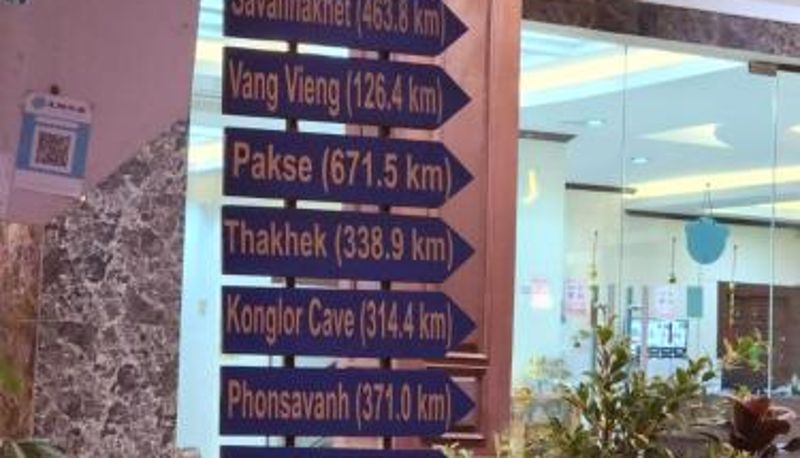 Savannakhet (463.8 km)
Vang Vieng (126.4 km)
Pakse (671.5 km)
Thakhek (338.9 km)
Konglor Cave (314.4 km)
Phonsavanh (371.0 km)